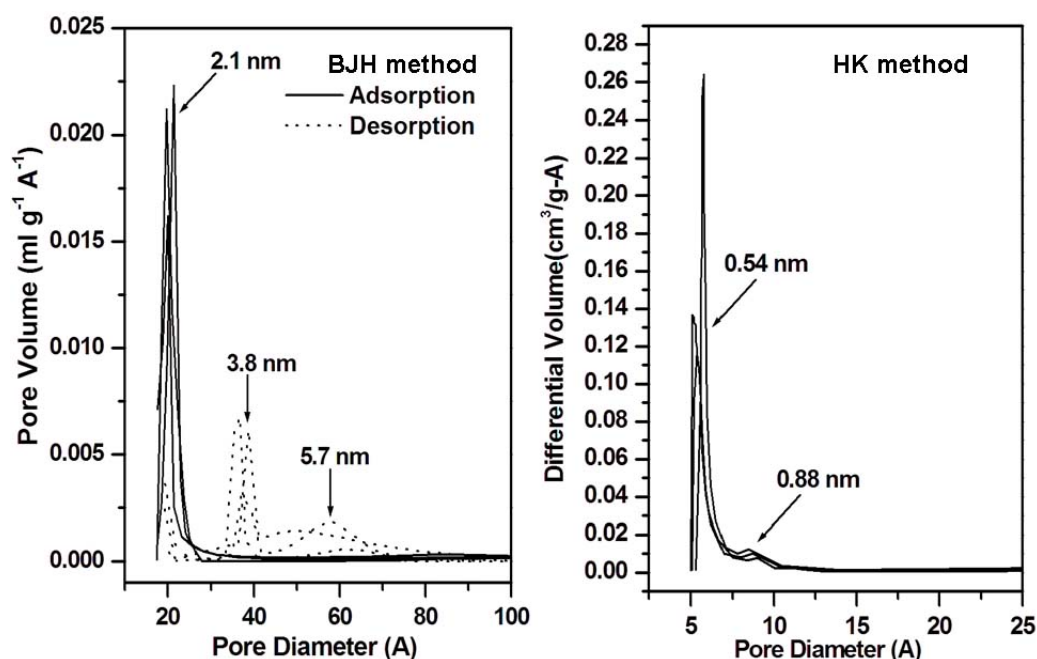 0.025
0.020
0.015
0.010
0.005
0.000
Pore Volume (ml g-1 A-1)
2.1 nm
BJH method
Adsorption
Desorption
3.8 nm
5.7 nm
20 40 60 80 100
Pore Diameter (A)
0.28
0.26
0.24
0.22
0.20
0.18
0.16
0.14
0.12
0.10
0.08
0.06
0.04
0.02
0.00
Differential Volume(cm3/g-A)
HK method
0.54 nm
0.88 nm
5 10 15 20 25
Pore Diameter (A)